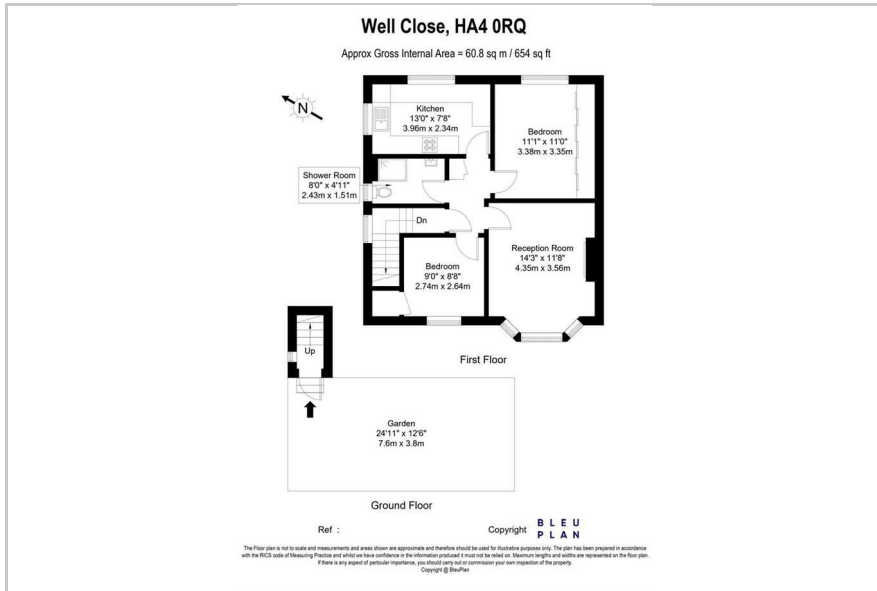 Well Close, HA4 0RQ
Approx Gross Internal Area = 60.8 sq m / 654 sq ft
N
Kitchen
13'0" x 7'8"
3.96m x 2.34m
Bedroom
11'1" x 11'0"
3.38m x 3.35m
Shower Room
8'0" x 4'11"
2.43m x 1.51m
Dn
Reception Room
14'3" x 11'8"
4.35m x 3.56m
Bedroom
9'0" x 8'8"
2.74m x 2.64m
Up
First Floor
Garden
24'11" x 12'6"
7.6m x 3.8m
Ground Floor
Ref :
Copyright
BLEU
PLAN
The Floor plan is not to scale and measurements and areas shown are approximate and therefore should be used for illustrative purposes only. The plan has been prepared in accordance
with the RICS code of Measuring Practice and whilst we have confidence in the information produced it must not be relied on. Maximum lengths and widths are represented on the floor plan.
If there is any aspect of particular importance, you should carry out or commission your own inspection of the property.
Copyright @ BleuPlan